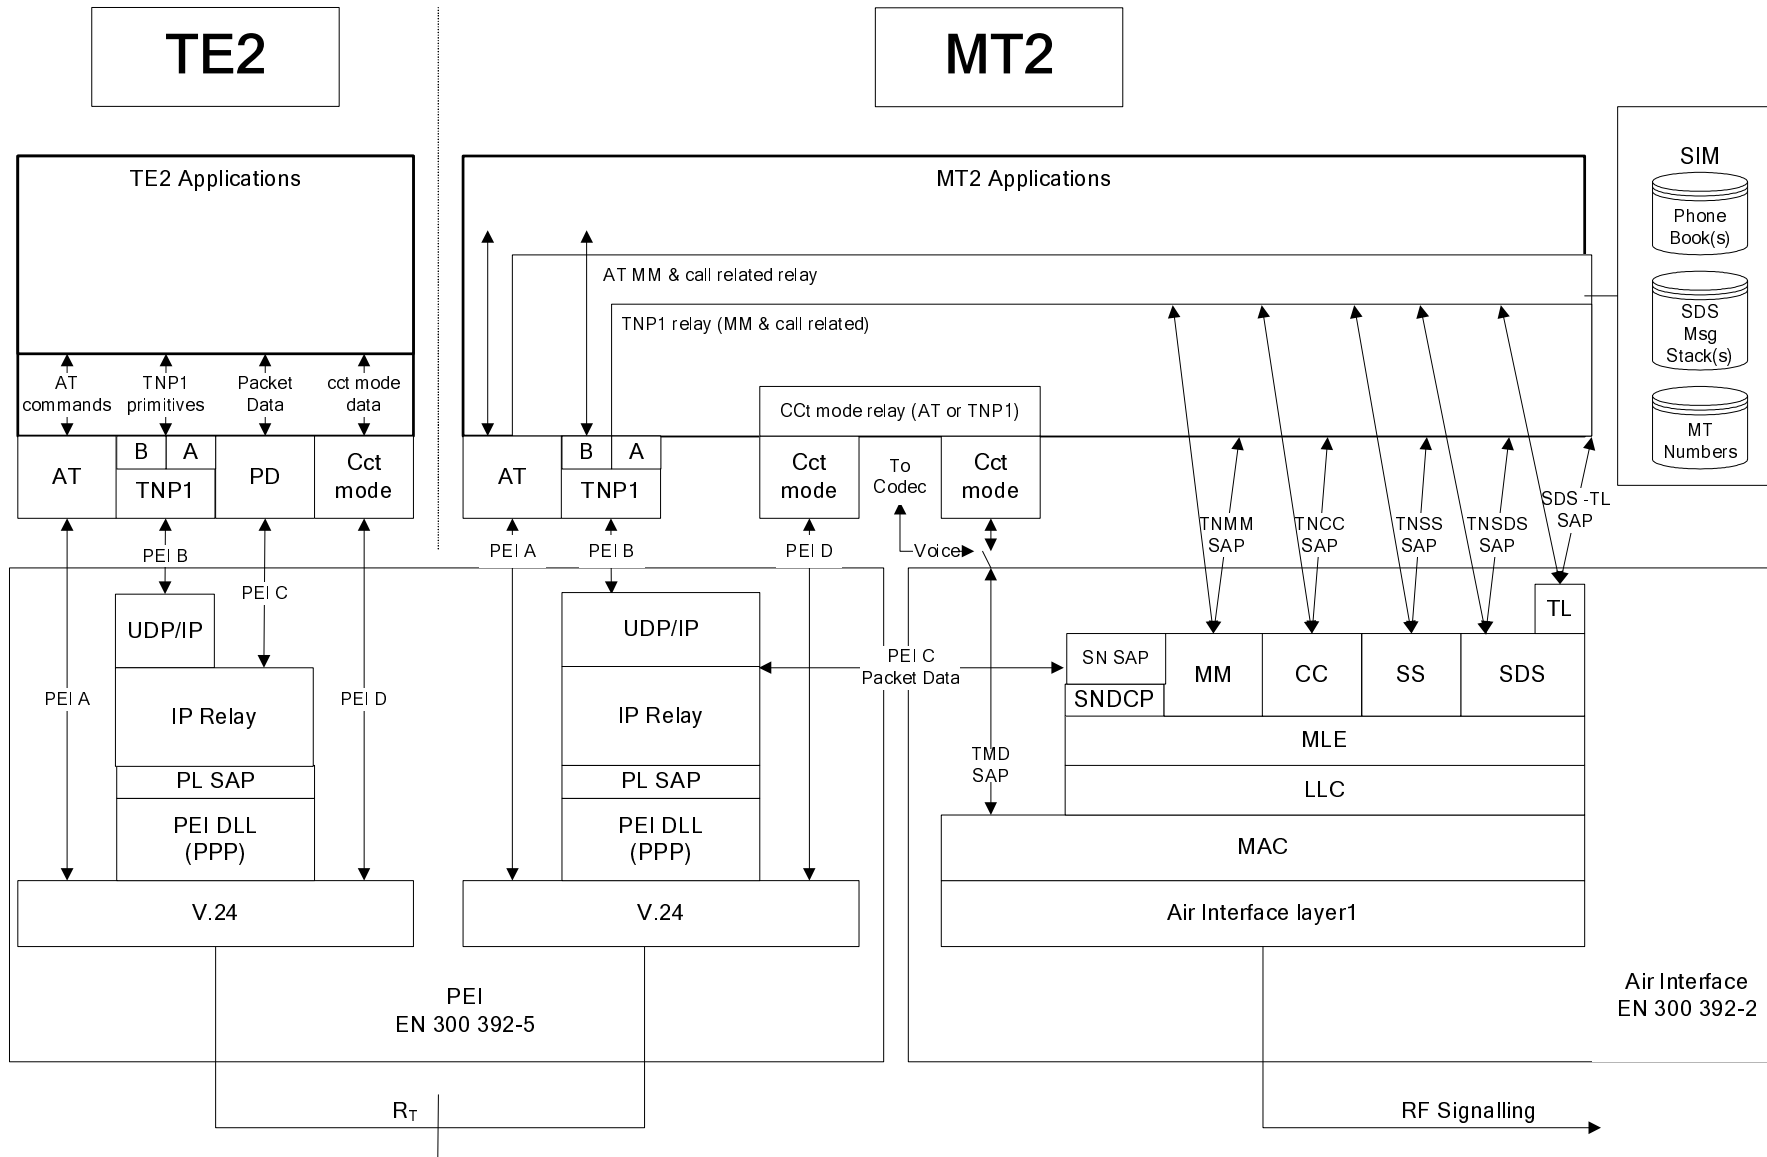 TE2
MT2
TE2 Applications
MT2 Applications
SIM
Phone
Book(s)
SDS
Msg
Stack(s)
MT
Numbers
AT MM & call related relay
TNP1 relay (MM & call related)
CCt mode relay (AT or TNP1)
AT
commands
TNP1
primitives
Packet
Data
cct mode
data
AT
B
A
TNP1
PD
Cct
mode
AT
B
A
TNP1
Cct
mode
To
Codec
Cct
mode
TNMM
SAP
TNCC
SAP
TNSS
SAP
TNSDS
SAP
SDS -TL
SAP
PEI B
PEI A
PEI B
PEI D
Voice
PEI C
UDP/IP
UDP/IP
TL
PEI A
PEI D
IP Relay
IP Relay
PEI C
Packet Data
SN SAP
SNDCP
MM
CC
SS
SDS
MLE
TMD
SAP
PL SAP
PL SAP
LLC
PEI DLL
(PPP)
PEI DLL
(PPP)
MAC
V.24
V.24
Air Interface layer1
PEI
EN 300 392-5
Air Interface
EN 300 392-2
RT
RF Signalling